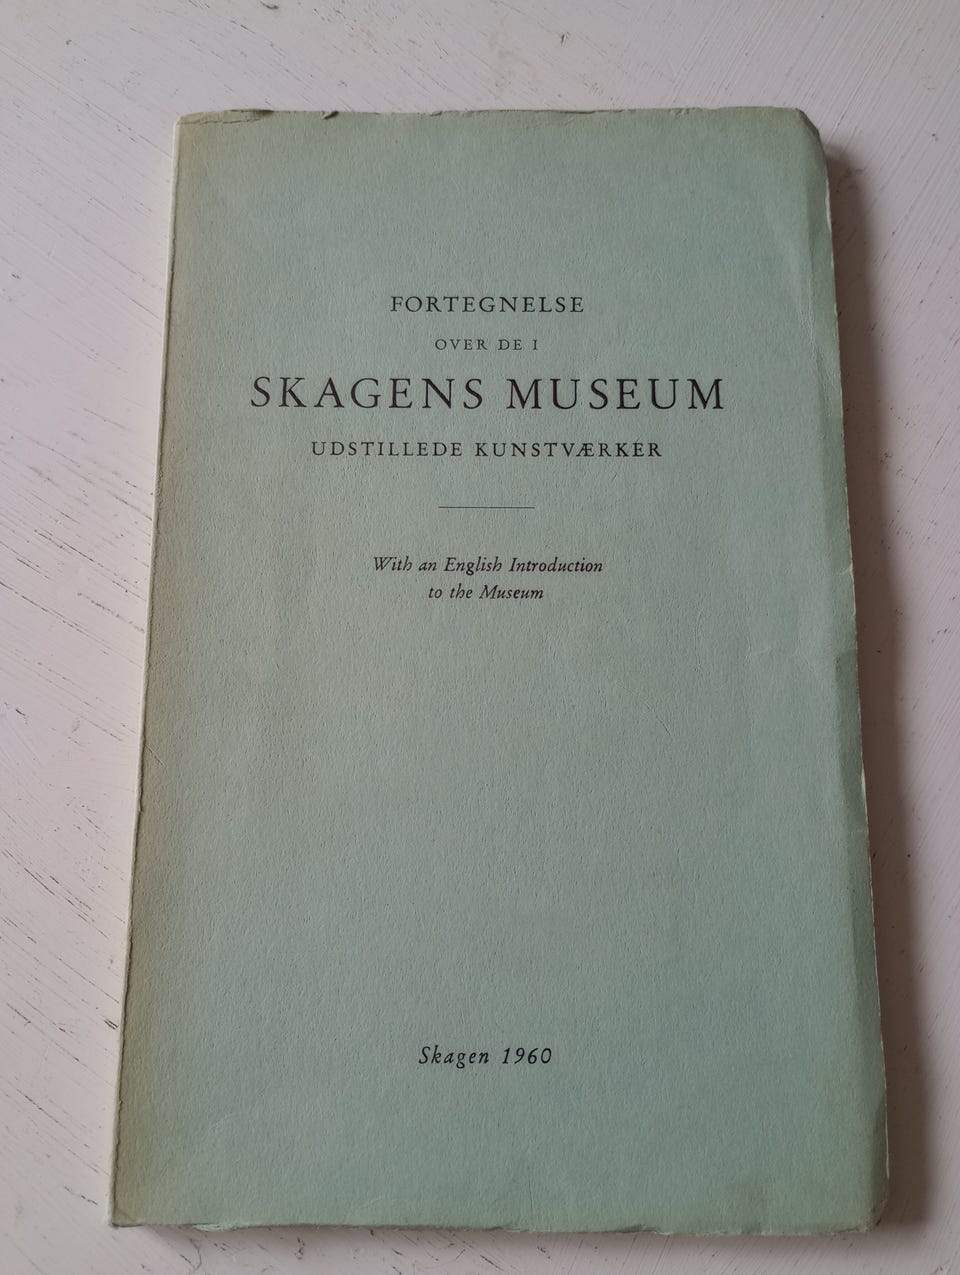 FORTEGNELSE
OVER DE I
SKAGENS MUSEUM
UDSTILLEDE KUNSTVÆRKER
With an English Introduction
to the Museum
Skagen 1960